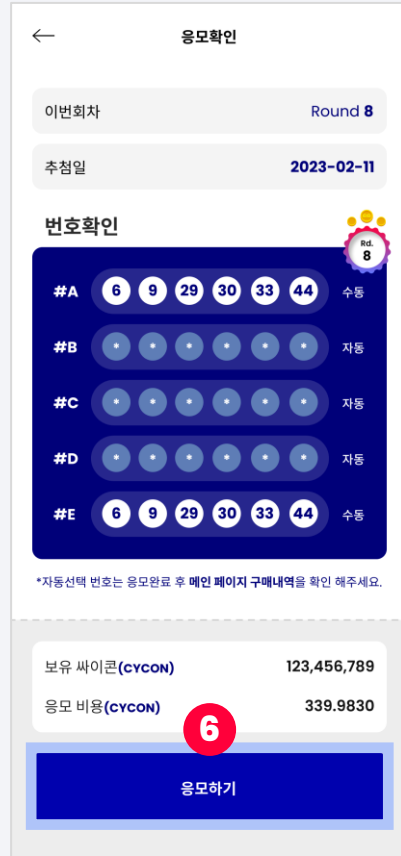 응모확인
이번회차 Round 8
추첨일 2023-02-11
번호확인
Rd.
8
#A 6 9 29 30 33 44 수동
#B * * * * * * 자동
#C * * * * * * 자동
#D * * * * * * 자동
#E 6 9 29 30 33 44 수동
*자동선택 번호는 응모완료 후 메인 페이지 구매내역을 확인 해주세요.
보유 싸이콘(CYCON) 123,456,789
응모 비용(CYCON) 339.9830
6
응모하기